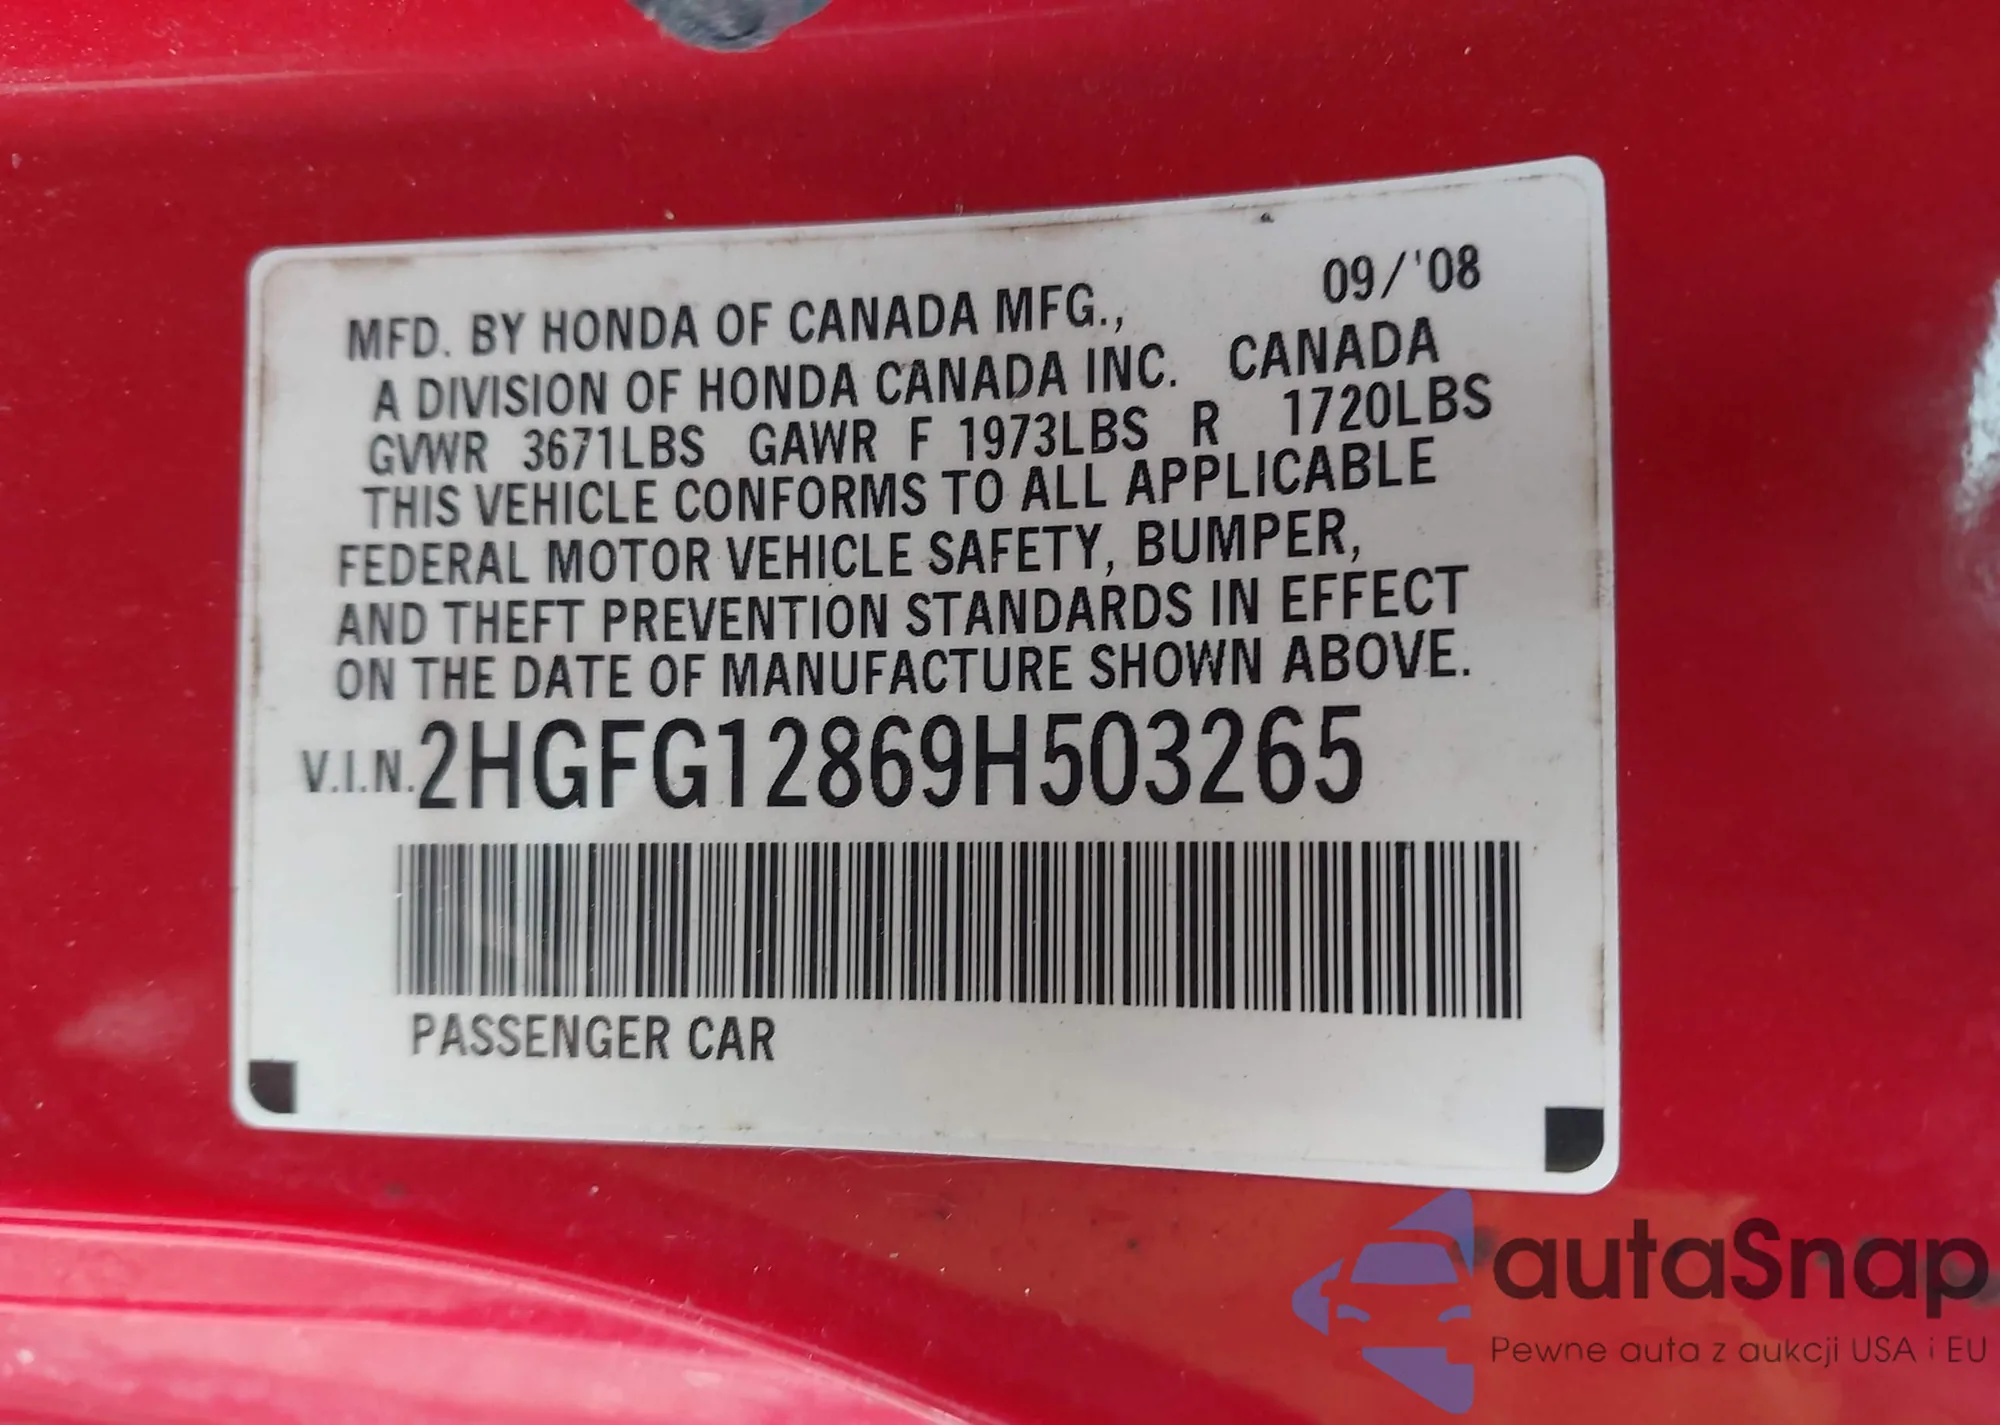 MFD. BY HONDA OF CANADA MFG., 09/'08
A DIVISION OF HONDA CANADA INC. CANADA
GVWR 3671LBS GAWR F 1973LBS R 1720LBS
THIS VEHICLE CONFORMS TO ALL APPLICABLE
FEDERAL MOTOR VEHICLE SAFETY, BUMPER,
AND THEFT PREVENTION STANDARDS IN EFFECT
ON THE DATE OF MANUFACTURE SHOWN ABOVE.
V.I.N. 2HGFG12869H503265
PASSENGER CAR
autaSnap
Pewne auta z aukcji USA i EU